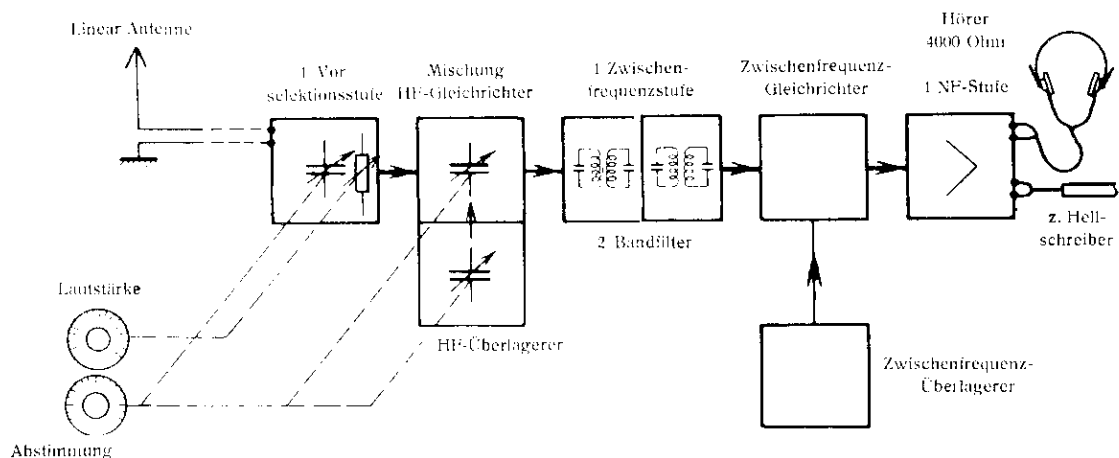 Linear Antenne
1 Vor
selektionsstufe
Mischung
HF-Gleichrichter
1 Zwischen-
frequenzstufe
Zwischenfrequenz-
Gleichrichter
Hörer
4000 Ohm
1 NF-Stufe
2 Bandfilter
z. Hell-
schreiber
Lautstärke
HF-Überlagerer
Zwischenfrequenz-
Überlagerer
Abstimmung